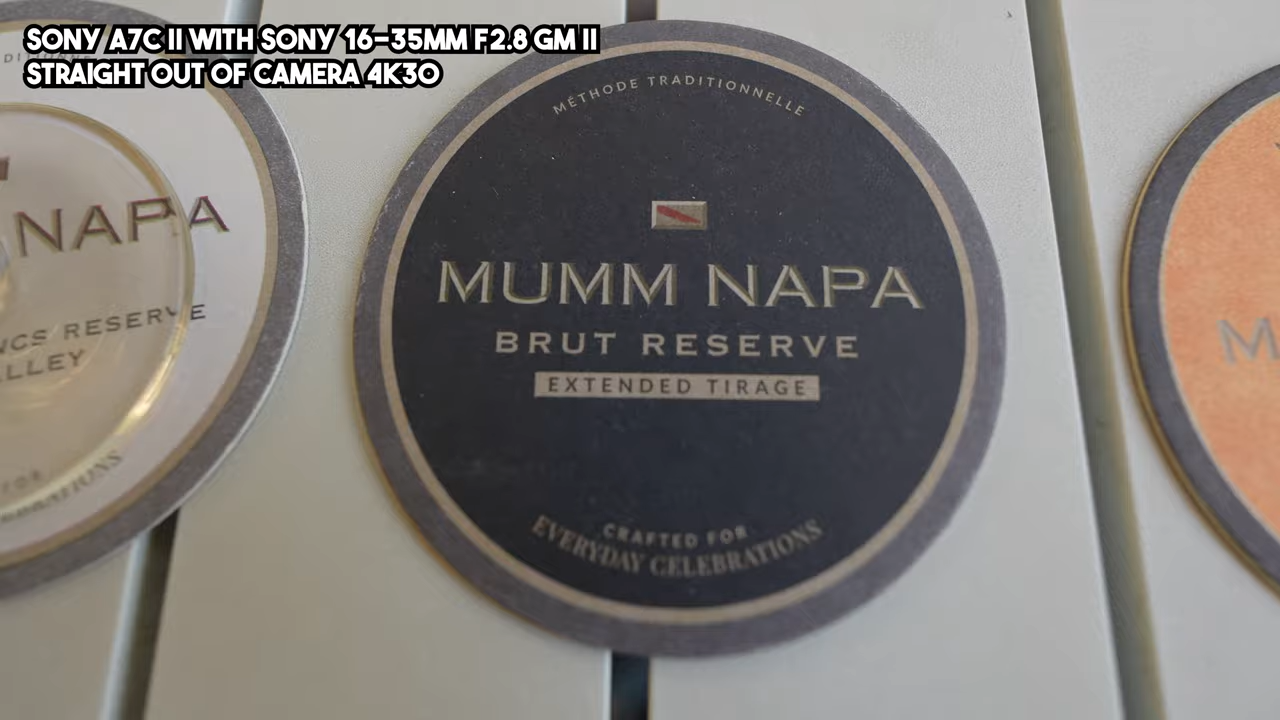 SONY A7C II WITH SONY 16-35MM F2.8 GM II
STRAIGHT OUT OF CAMERA 4K30
NAPA
RESERVE
MÉTHODE TRADITIONNELLE
MUMM NAPA
BRUT RESERVE
EXTENDED TIRAGE
CRAFTED FOR
EVERYDAY CELEBRATIONS
M